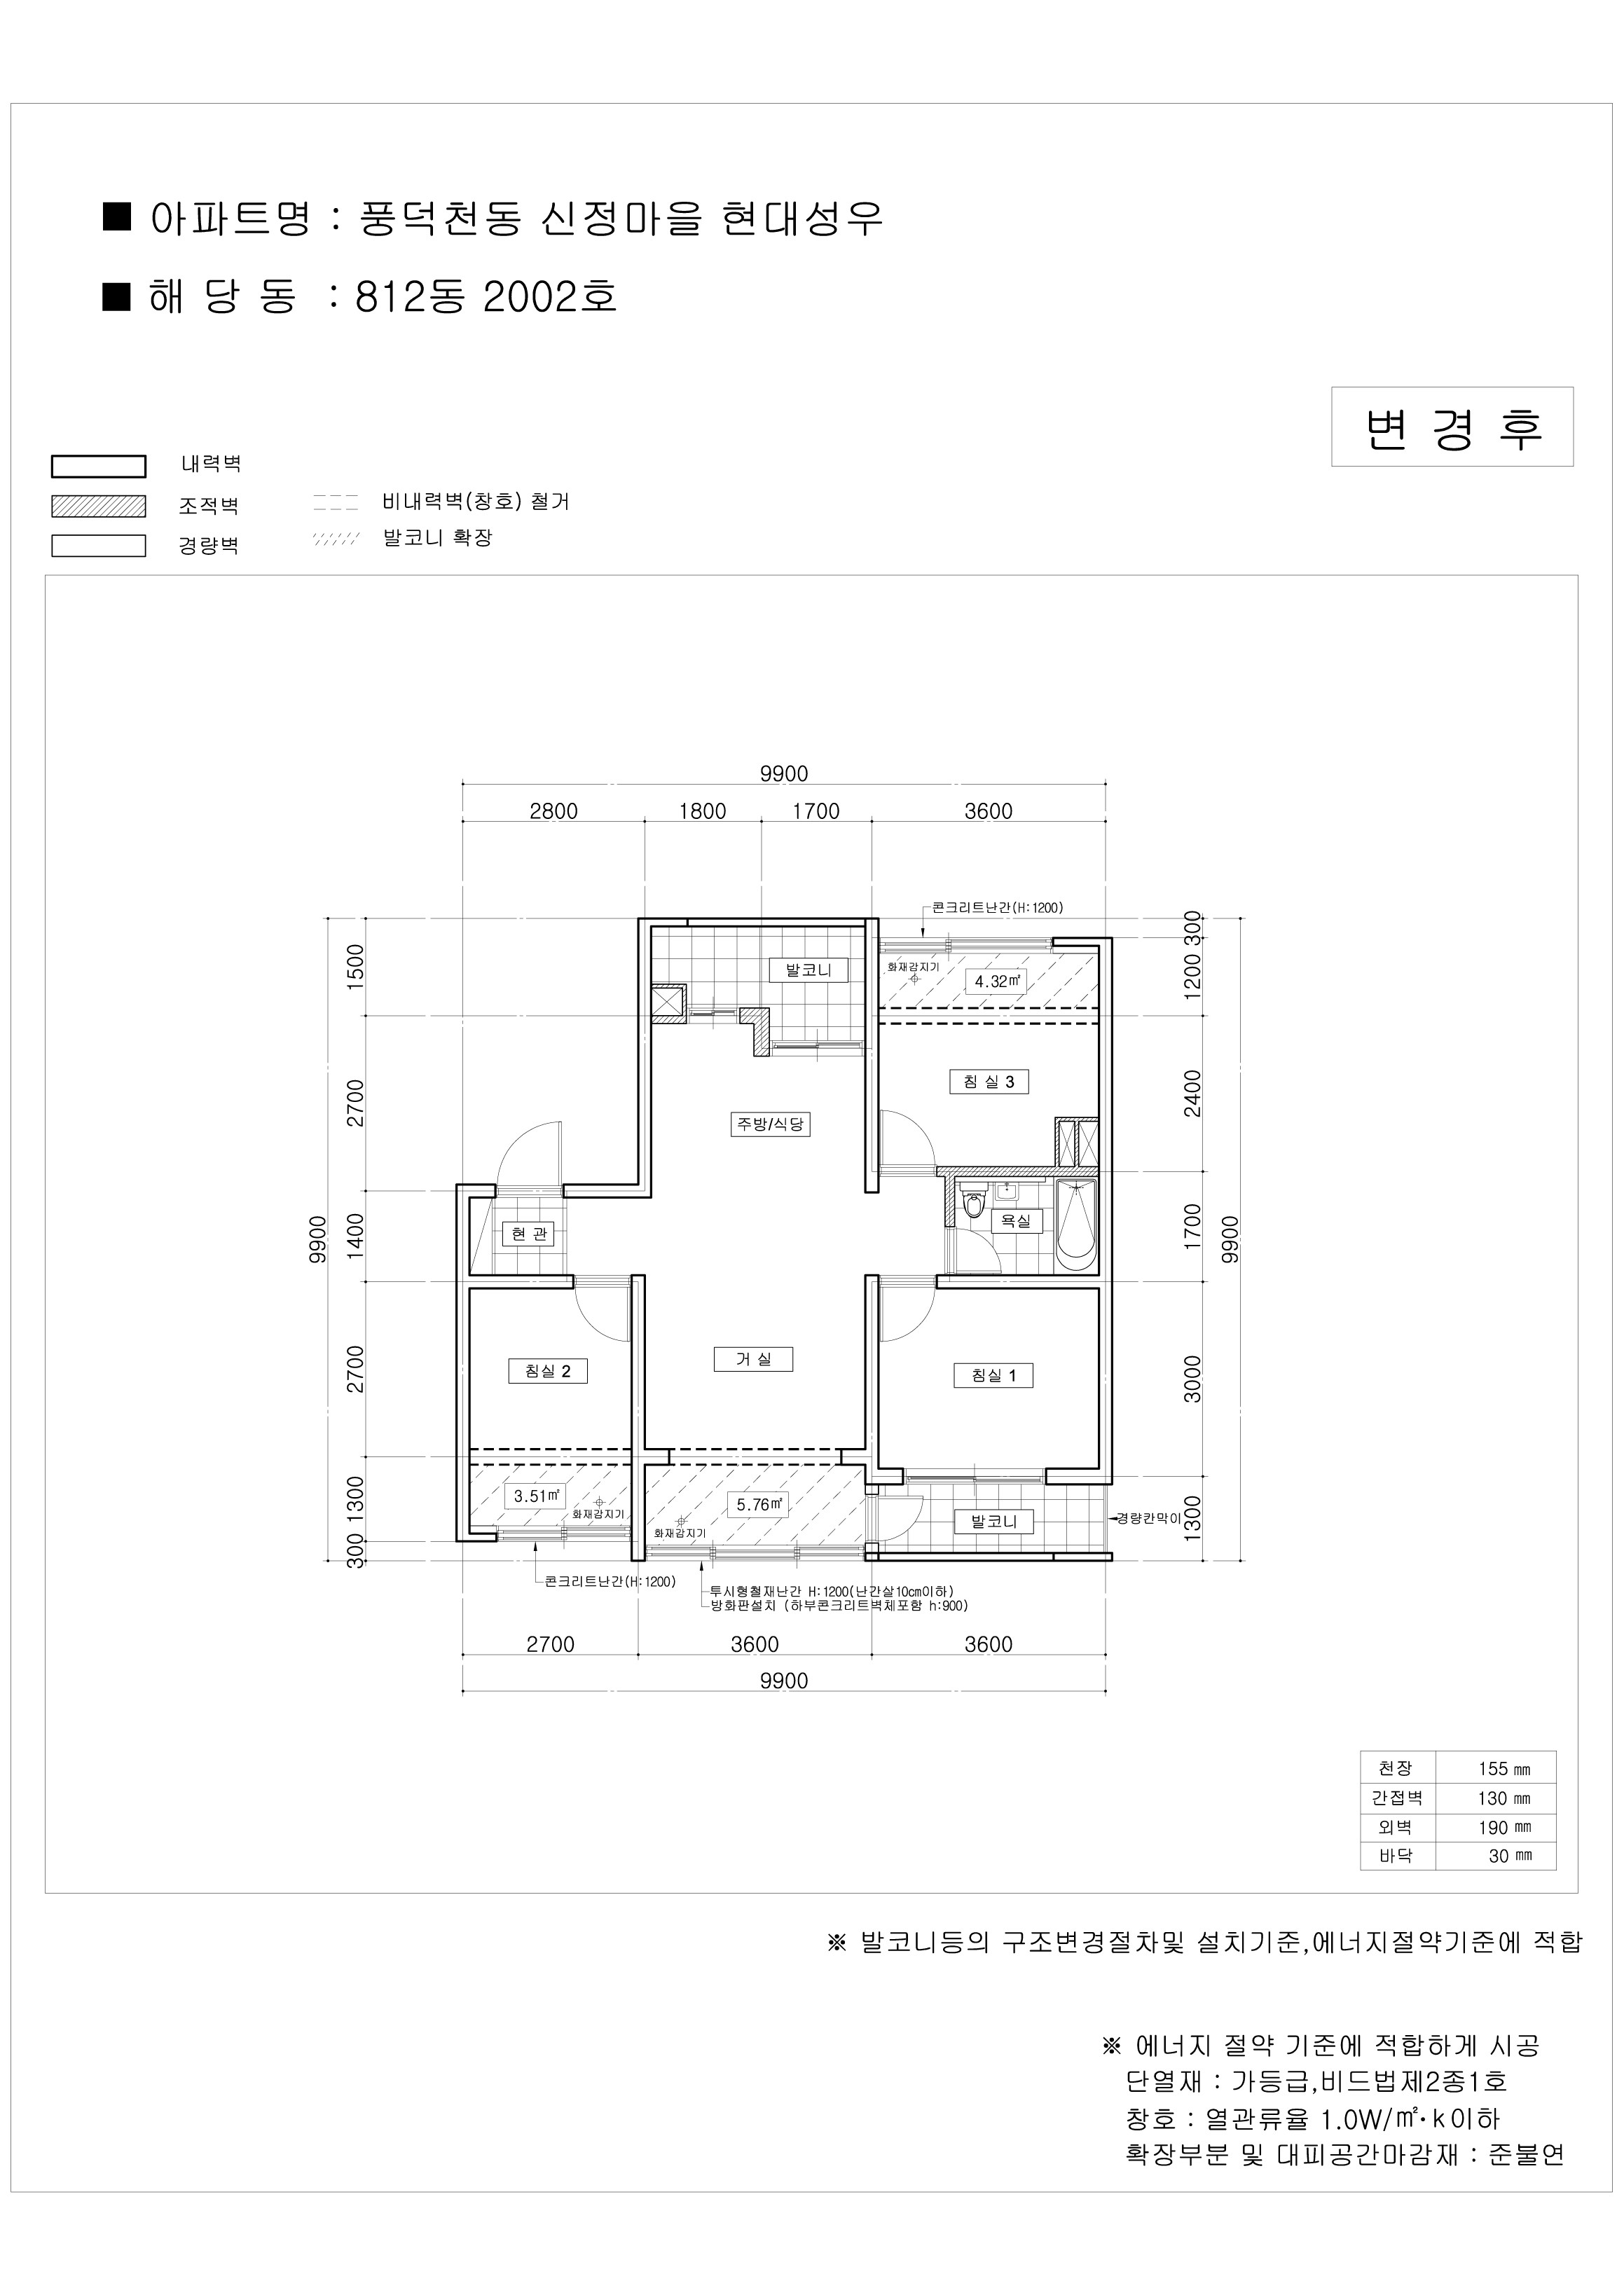 ■ 아파트명 : 풍덕천동 신정마을 현대성우
■ 해 당 동 : 812동 2002호
변 경 후
내력벽
조적벽
경량벽
비내력벽(창호) 철거
발코니 확장
9900
2800 1800 1700 3600
콘크리트난간(H:1200)
9900
1500
2700
1400
2700
1300
300
발코니
화재감지기
4.32㎡
침 실 3
주방/식당
욕실
현 관
침실 2
거 실
침실 1
3.51㎡
화재감지기
5.76㎡
화재감지기
발코니
경량칸막이
300
1200
2400
1700
3000
1300
9900
콘크리트난간(H:1200)
투시형철재난간 H:1200(난간살10cm이하)
방화판설치 (하부콘크리트벽체포함 h:900)
2700 3600 3600
9900
천장 155 ㎜
간접벽 130 ㎜
외벽 190 ㎜
바닥 30 ㎜
※ 발코니등의 구조변경절차및 설치기준,에너지절약기준에 적합
※ 에너지 절약 기준에 적합하게 시공
단열재 : 가등급,비드법제2종1호
창호 : 열관류율 1.0W/㎡·k이하
확장부분 및 대피공간마감재 : 준불연